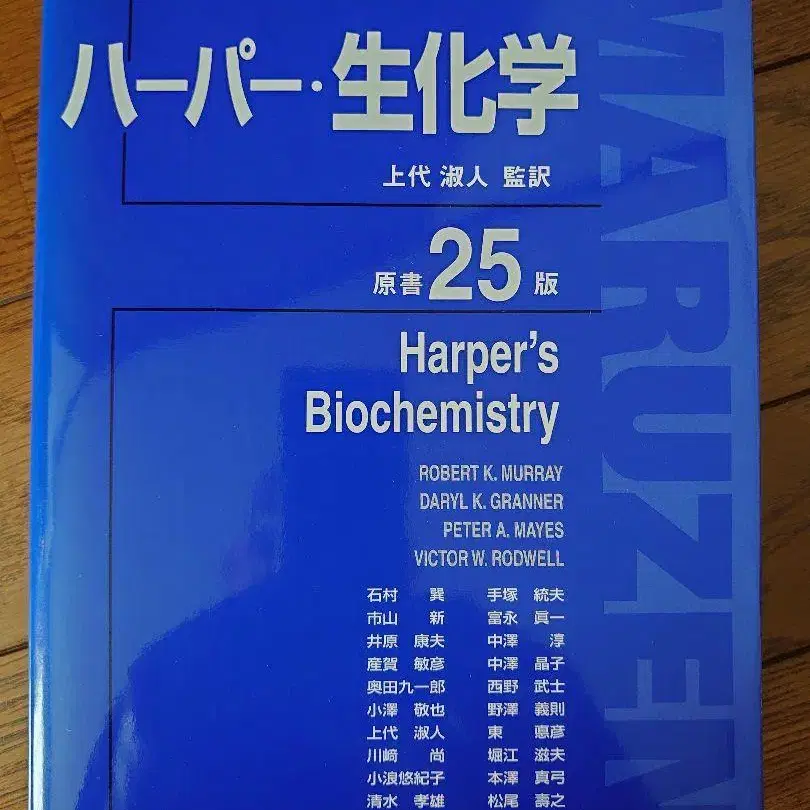 ハーパー・生化学
上代 淑人 監訳
原書25版
Harper's
Biochemistry
ROBERT K. MURRAY
DARYL K. GRANNER
PETER A. MAYES
VICTOR W. RODWELL
石村 巽 手塚 統夫
市山 新 富永 眞一
井原 康夫 中澤 淳
産賀 敏彦 中澤 晶子
奥田九一郎 西野 武士
小澤 敬也 野澤 義則
上代 淑人 東 悳彦
川﨑 尚 堀江 滋夫
小浪悠紀子 本澤 真弓
清水 孝雄 松尾 壽之
MARUZEN